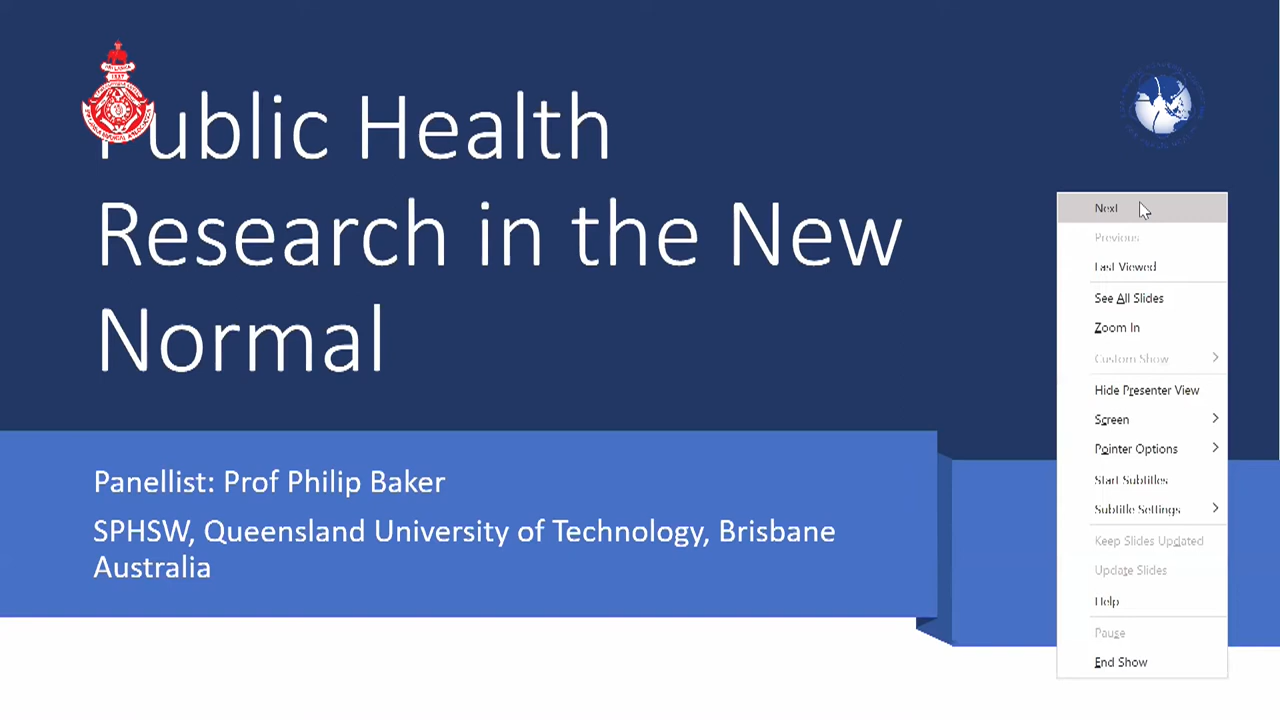 Public Health
Research in the New
Normal
Panellist: Prof Philip Baker
SPHSW, Queensland University of Technology, Brisbane
Australia
Next
Previous
Last Viewed
See All Slides
Zoom In
Custom Show
Hide Presenter View
Screen
Pointer Options
Start Subtitles
Subtitle Settings
Keep Slides Updated
Update Slides
Help
Pause
End Show